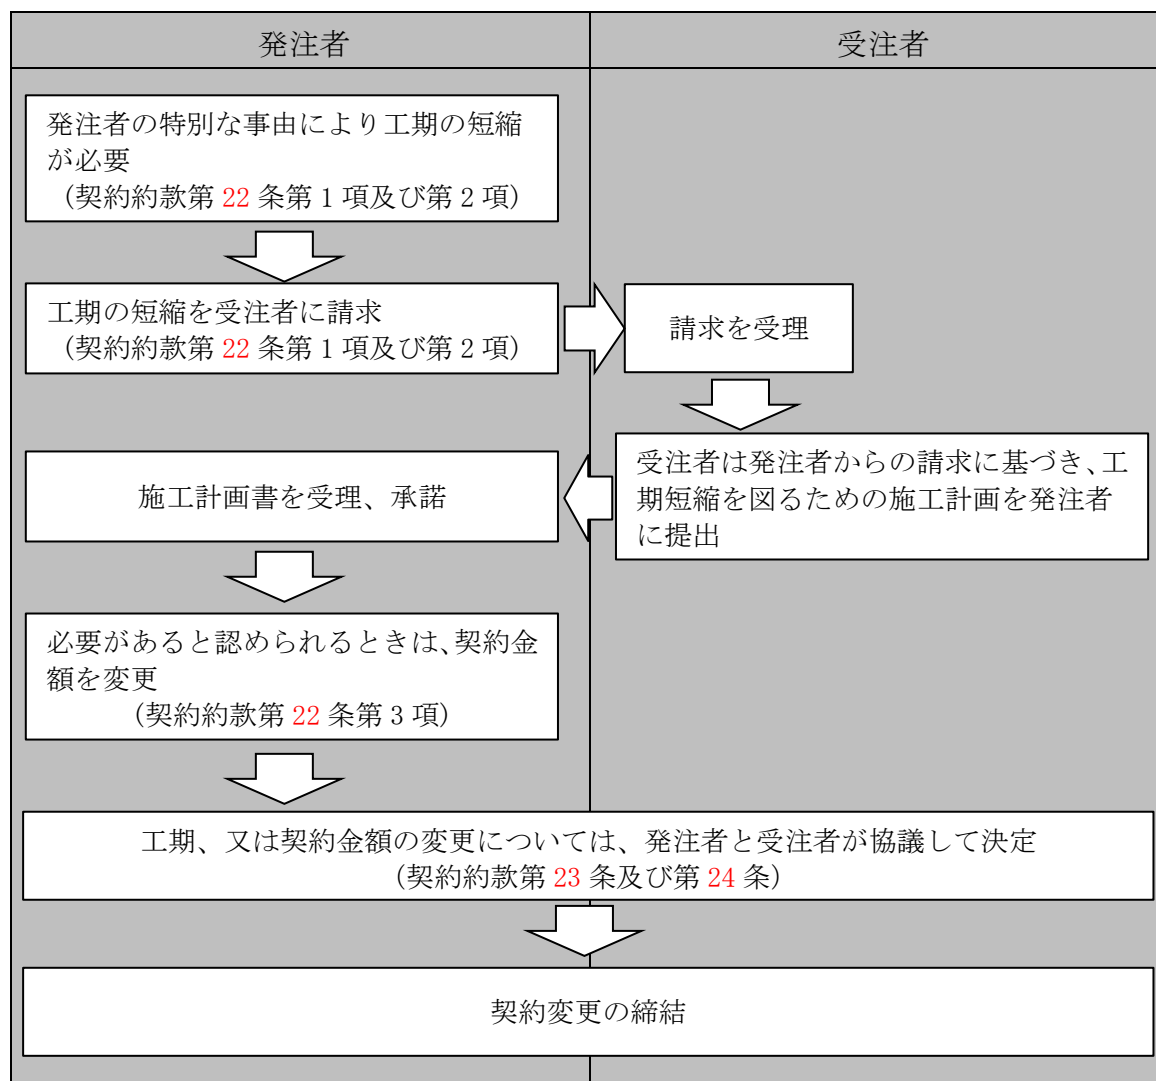 発注者
受注者
発注者の特別な事由により工期の短縮
が必要
（契約約款第 22 条第 1 項及び第 2 項）
工期の短縮を受注者に請求
（契約約款第 22 条第 1 項及び第 2 項）
請求を受理
受注者は発注者からの請求に基づき、工
期短縮を図るための施工計画を発注者
に提出
施工計画書を受理、承諾
必要があると認められるときは、契約金
額を変更
（契約約款第 22 条第 3 項）
工期、又は契約金額の変更については、発注者と受注者が協議して決定
（契約約款第 23 条及び第 24 条）
契約変更の締結